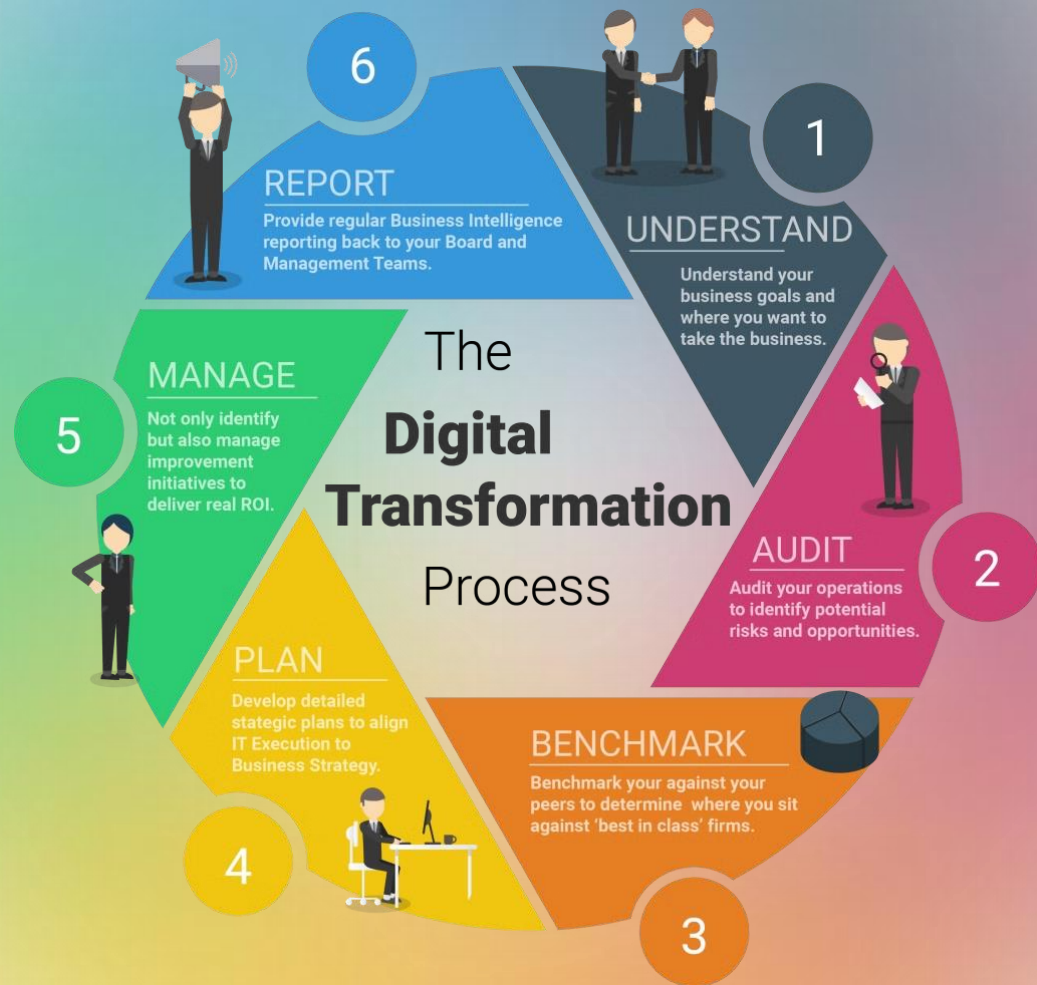 The
Digital
Transformation
Process
1
UNDERSTAND
Understand your
business goals and
where you want to
take the business.
2
AUDIT
Audit your operations
to identify potential
risks and opportunities.
3
BENCHMARK
Benchmark your against your
peers to determine where you sit
against ‘best in class’ firms.
4
PLAN
Develop detailed
stategic plans to align
IT Execution to
Business Strategy.
5
MANAGE
Not only identify
but also manage
improvement
initiatives to
deliver real ROI.
6
REPORT
Provide regular Business Intelligence
reporting back to your Board and
Management Teams.